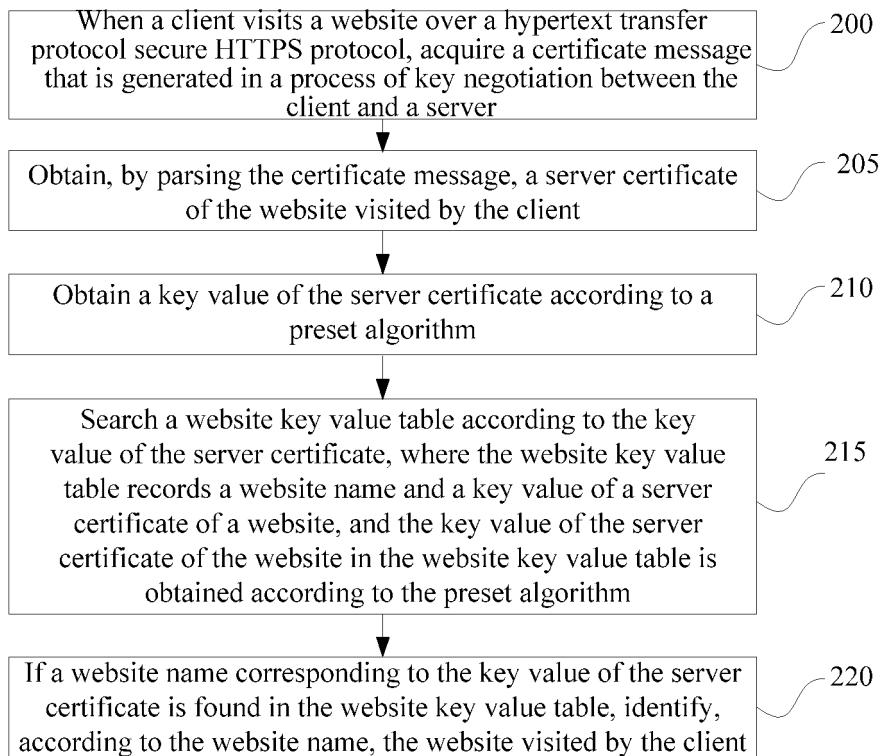 When a client visits a website over a hypertext transfer
protocol secure HTTPS protocol, acquire a certificate message
that is generated in a process of key negotiation between the
client and a server
200
Obtain, by parsing the certificate message, a server certificate
of the website visited by the client
205
Obtain a key value of the server certificate according to a
preset algorithm
210
Search a website key value table according to the key
value of the server certificate, where the website key value
table records a website name and a key value of a server
certificate of a website, and the key value of the server
certificate of the website in the website key value table is
obtained according to the preset algorithm
215
If a website name corresponding to the key value of the server
certificate is found in the website key value table, identify,
according to the website name, the website visited by the client
220